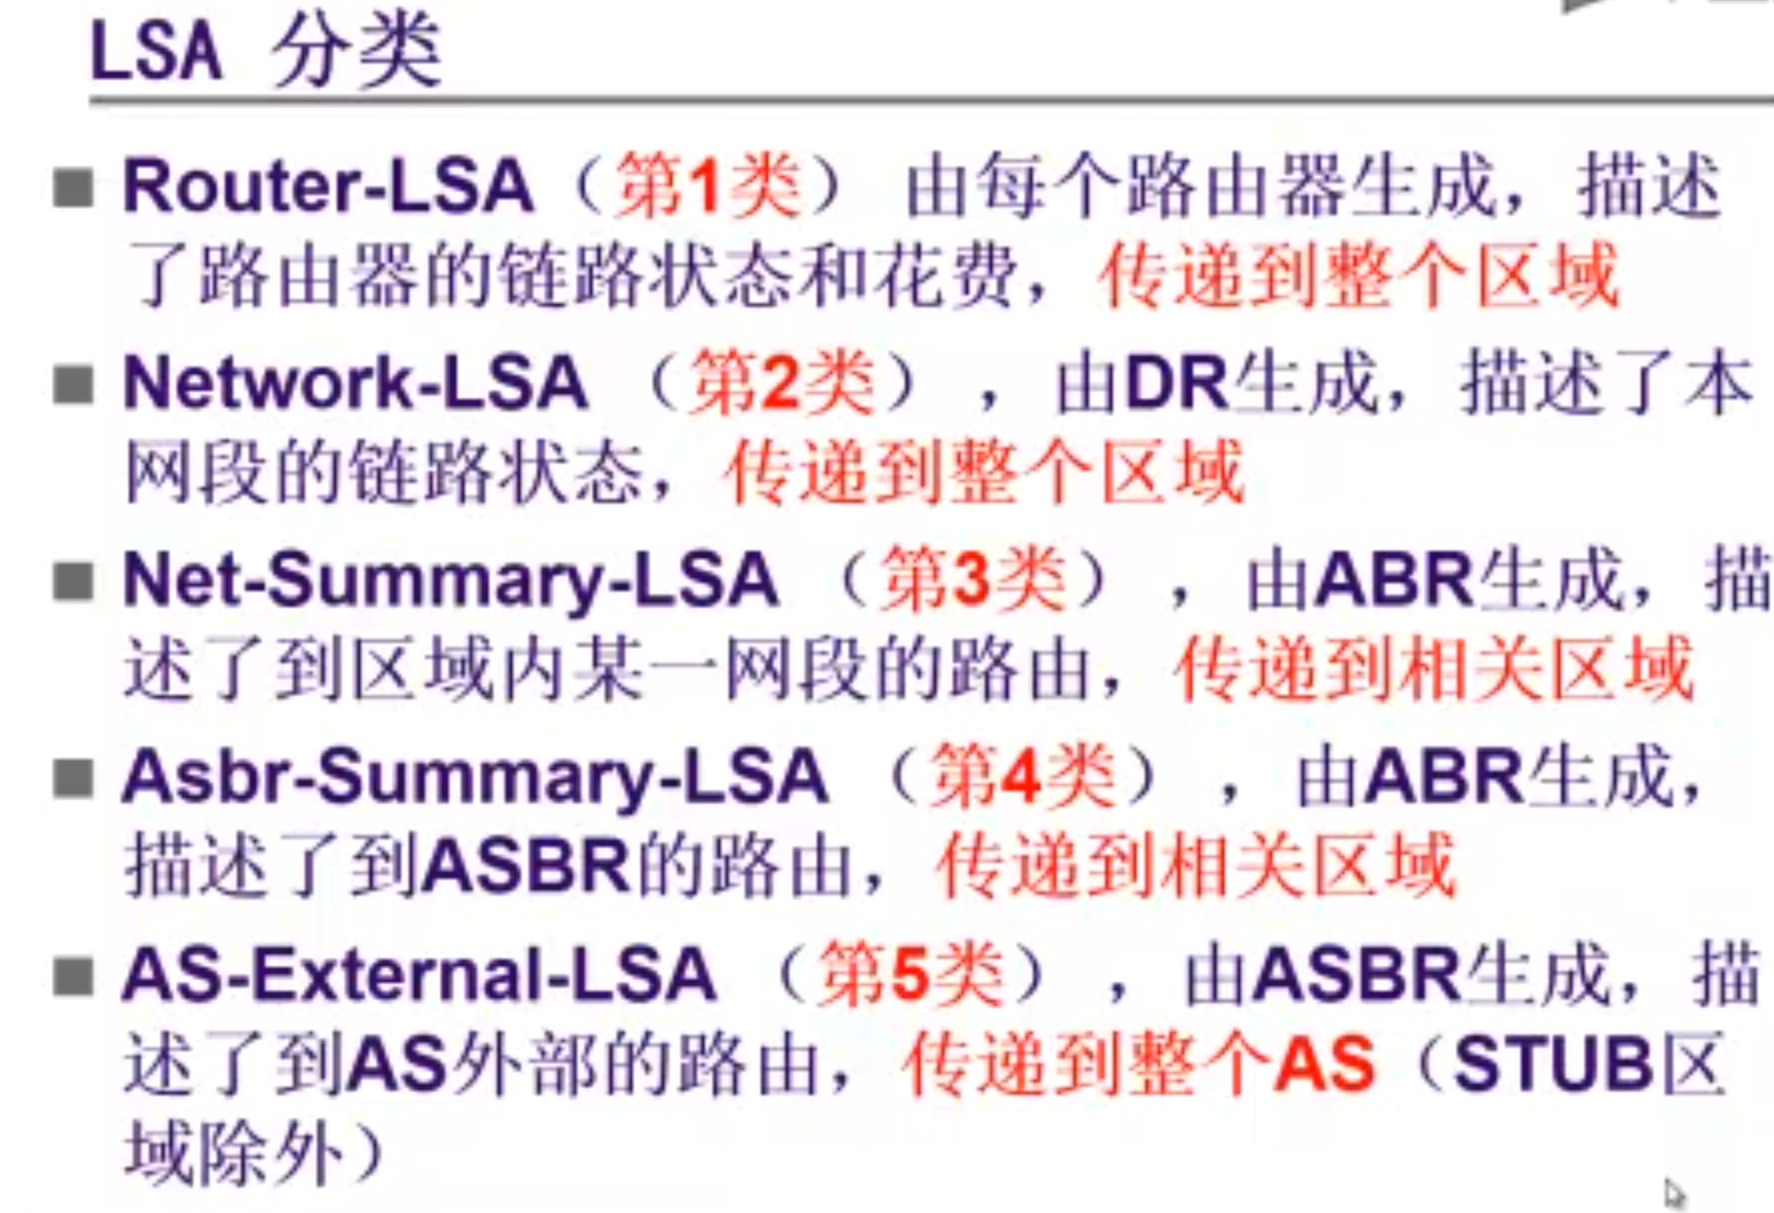 LSA 分类
Router-LSA（第1类） 由每个路由器生成，描述
了路由器的链路状态和花费，传递到整个区域
Network-LSA （第2类） ，由DR生成，描述了本
网段的链路状态，传递到整个区域
Net-Summary-LSA （第3类） ，由ABR生成，描
述了到区域内某一网段的路由，传递到相关区域
Asbr-Summary-LSA （第4类） ，由ABR生成，
描述了到ASBR的路由，传递到相关区域
AS-External-LSA （第5类） ，由ASBR生成，描
述了到AS外部的路由，传递到整个AS（STUB区
域除外）